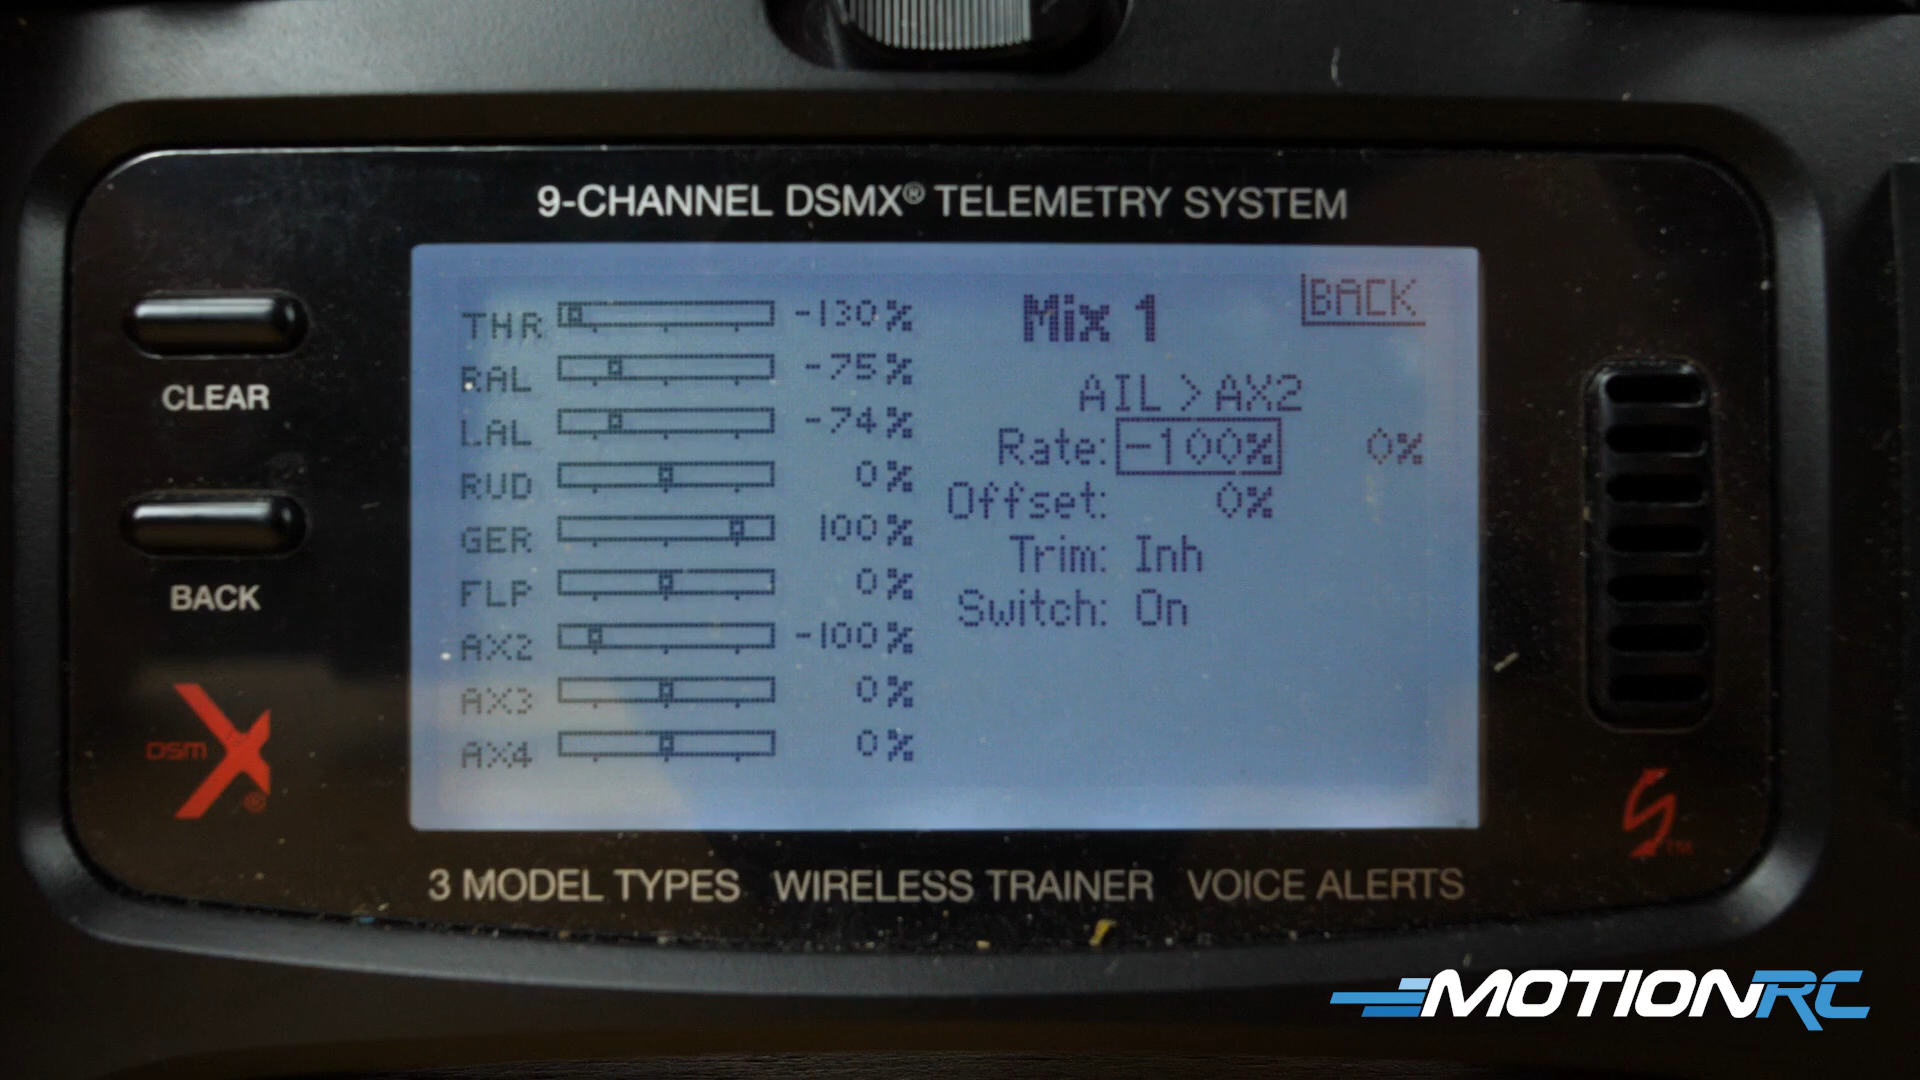 9-CHANNEL DSMX® TELEMETRY SYSTEM
THR -130%
RAL -75%
LAL -74%
RUD 0%
GER 100%
FLP 0%
AX2 -100%
AX3 0%
AX4 0%
Mix 1
BACK
AIL > AX2
Rate: -100% 0%
Offset: 0%
Trim: Inh
Switch: On
CLEAR
BACK
DSM X®
3 MODEL TYPES WIRELESS TRAINER VOICE ALERTS
S™
MOTIONRC